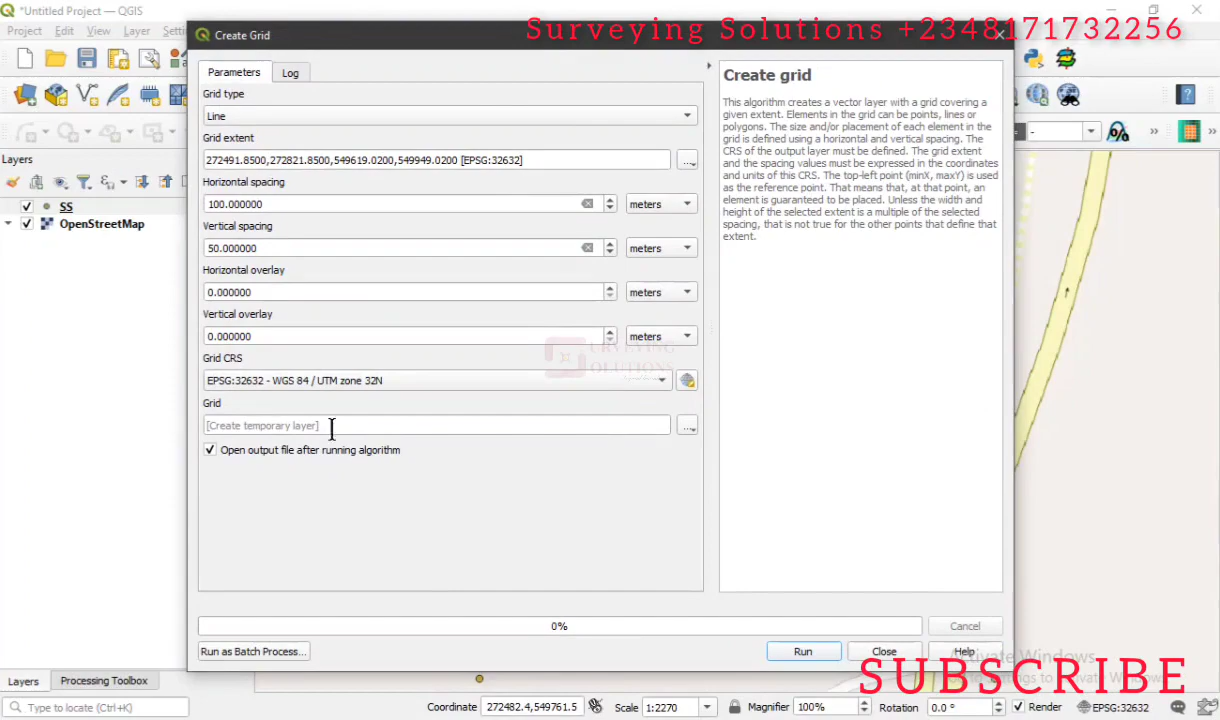 *Untitled Project — QGIS
Surveying Solutions +2348171732256
Project Edit View Layer Setti
Create Grid
Parameters
Log
Grid type
Line
Grid extent
272491.8500,272821.8500,549619.0200,549949.0200 [EPSG:32632]
...
Horizontal spacing
100.000000
meters
Vertical spacing
50.000000
meters
Horizontal overlay
0.000000
meters
Vertical overlay
0.000000
meters
URVEYING
OLUTIONS
Grid CRS
EPSG:32632 - WGS 84 / UTM zone 32N
Grid
[Create temporary layer]
...
Open output file after running algorithm
Create grid
This algorithm creates a vector layer with a grid covering a
given extent. Elements in the grid can be points, lines or
polygons. The size and/or placement of each element in the
grid is defined using a horizontal and vertical spacing. The
CRS of the output layer must be defined. The grid extent
and the spacing values must be expressed in the coordinates
and units of this CRS. The top-left point (minX, maxY) is
used as the reference point. That means that, at that point, an
element is guaranteed to be placed. Unless the width and
height of the selected extent is a multiple of the selected
spacing, that is not true for the other points that define that
extent.
Layers
SS
OpenStreetMap
0%
Cancel
Run as Batch Process...
Run
Close
Help
Activate Windows
SUBSCRIBE
Layers
Processing Toolbox
Type to locate (Ctrl+K)
Coordinate 272482.4,549761.5
Scale 1:2270
Magnifier 100%
Rotation 0.0 °
Render
EPSG:32632